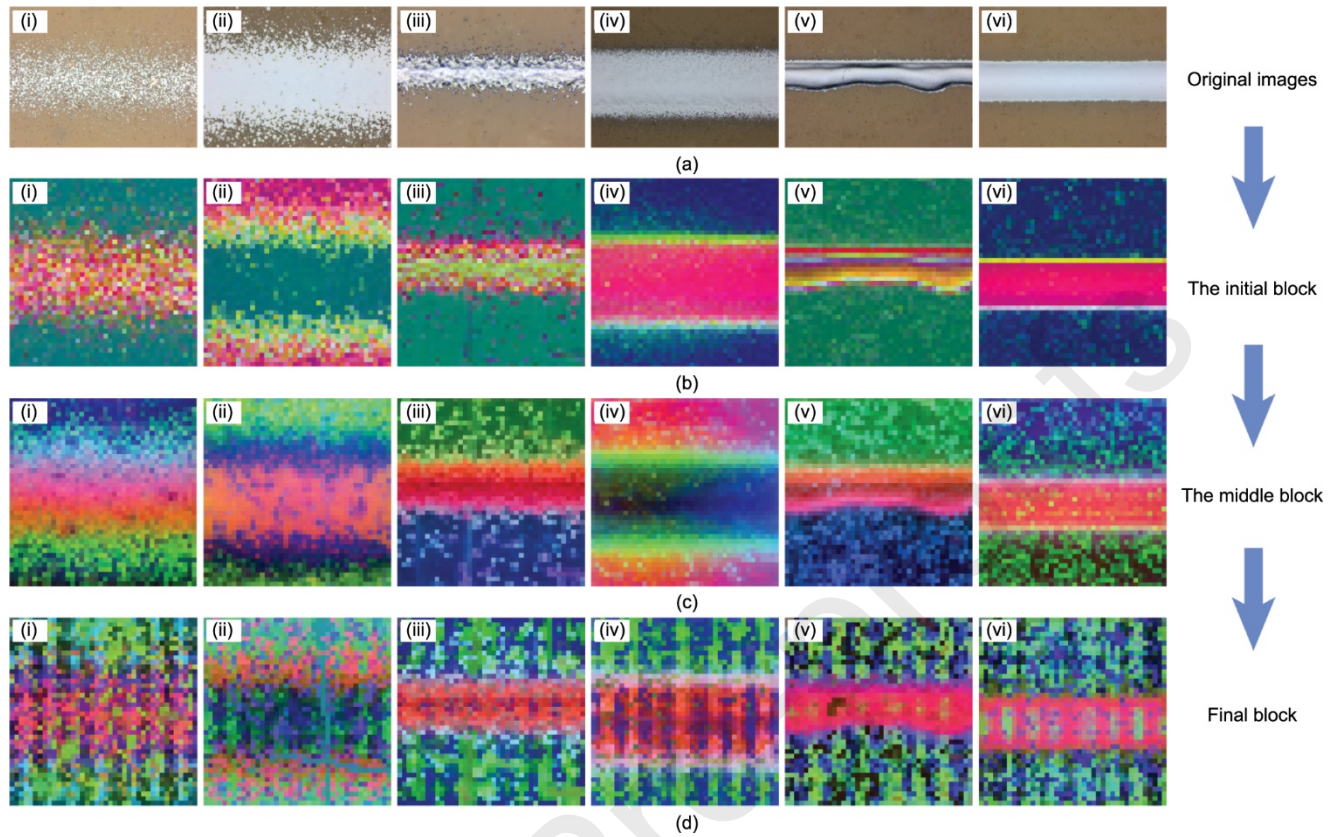 (i) (ii) (iii) (iv) (v) (vi)
Original images
(a)
(i) (ii) (iii) (iv) (v) (vi)
The initial block
(b)
(i) (ii) (iii) (iv) (v) (vi)
The middle block
(c)
(i) (ii) (iii) (iv) (v) (vi)
Final block
(d)